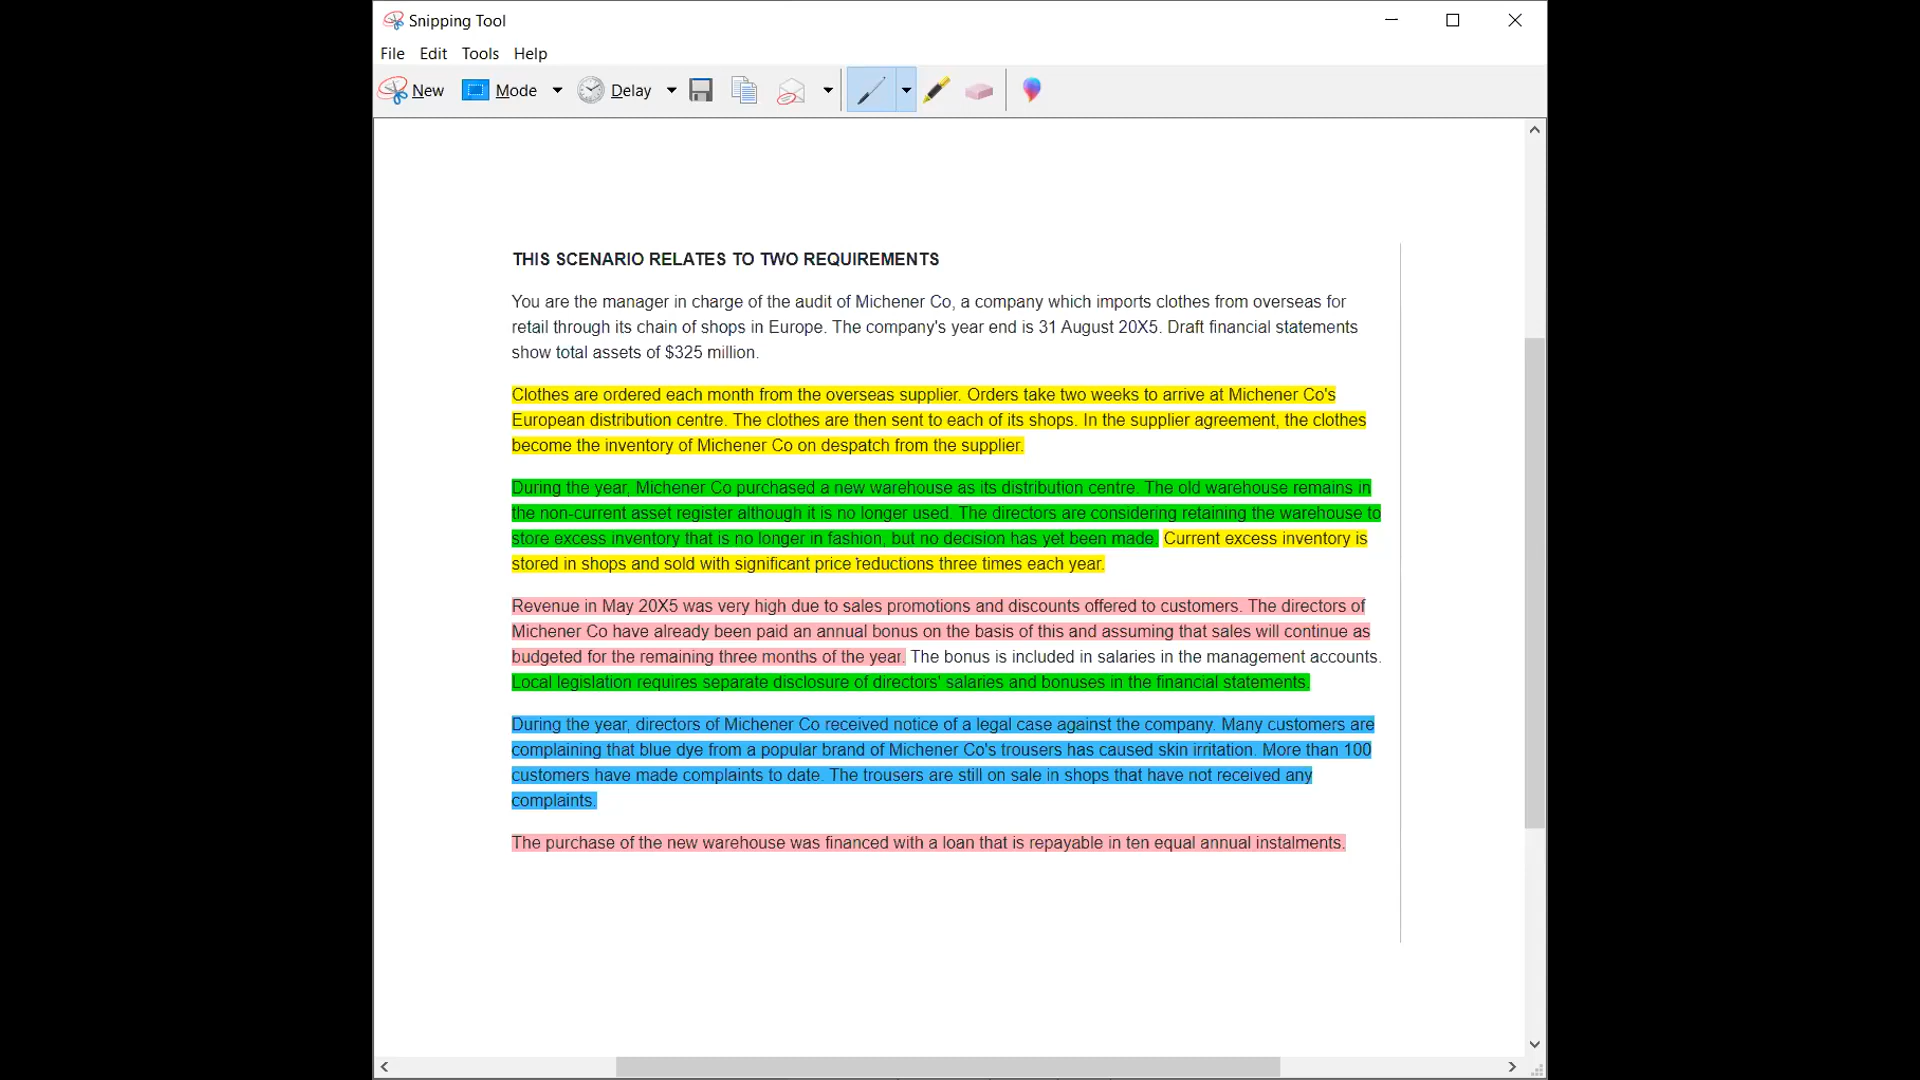 Snipping Tool
File Edit Tools Help
New Mode Delay
THIS SCENARIO RELATES TO TWO REQUIREMENTS
You are the manager in charge of the audit of Michener Co, a company which imports clothes from overseas for
retail through its chain of shops in Europe. The company's year end is 31 August 20X5. Draft financial statements
show total assets of $325 million.
Clothes are ordered each month from the overseas supplier. Orders take two weeks to arrive at Michener Co's
European distribution centre. The clothes are then sent to each of its shops. In the supplier agreement, the clothes
become the inventory of Michener Co on despatch from the supplier.
During the year, Michener Co purchased a new warehouse as its distribution centre. The old warehouse remains in
the non-current asset register although it is no longer used. The directors are considering retaining the warehouse to
store excess inventory that is no longer in fashion, but no decision has yet been made. Current excess inventory is
stored in shops and sold with significant price reductions three times each year.
Revenue in May 20X5 was very high due to sales promotions and discounts offered to customers. The directors of
Michener Co have already been paid an annual bonus on the basis of this and assuming that sales will continue as
budgeted for the remaining three months of the year. The bonus is included in salaries in the management accounts.
Local legislation requires separate disclosure of directors' salaries and bonuses in the financial statements.
During the year, directors of Michener Co received notice of a legal case against the company. Many customers are
complaining that blue dye from a popular brand of Michener Co's trousers has caused skin irritation. More than 100
customers have made complaints to date. The trousers are still on sale in shops that have not received any
complaints.
The purchase of the new warehouse was financed with a loan that is repayable in ten equal annual instalments.